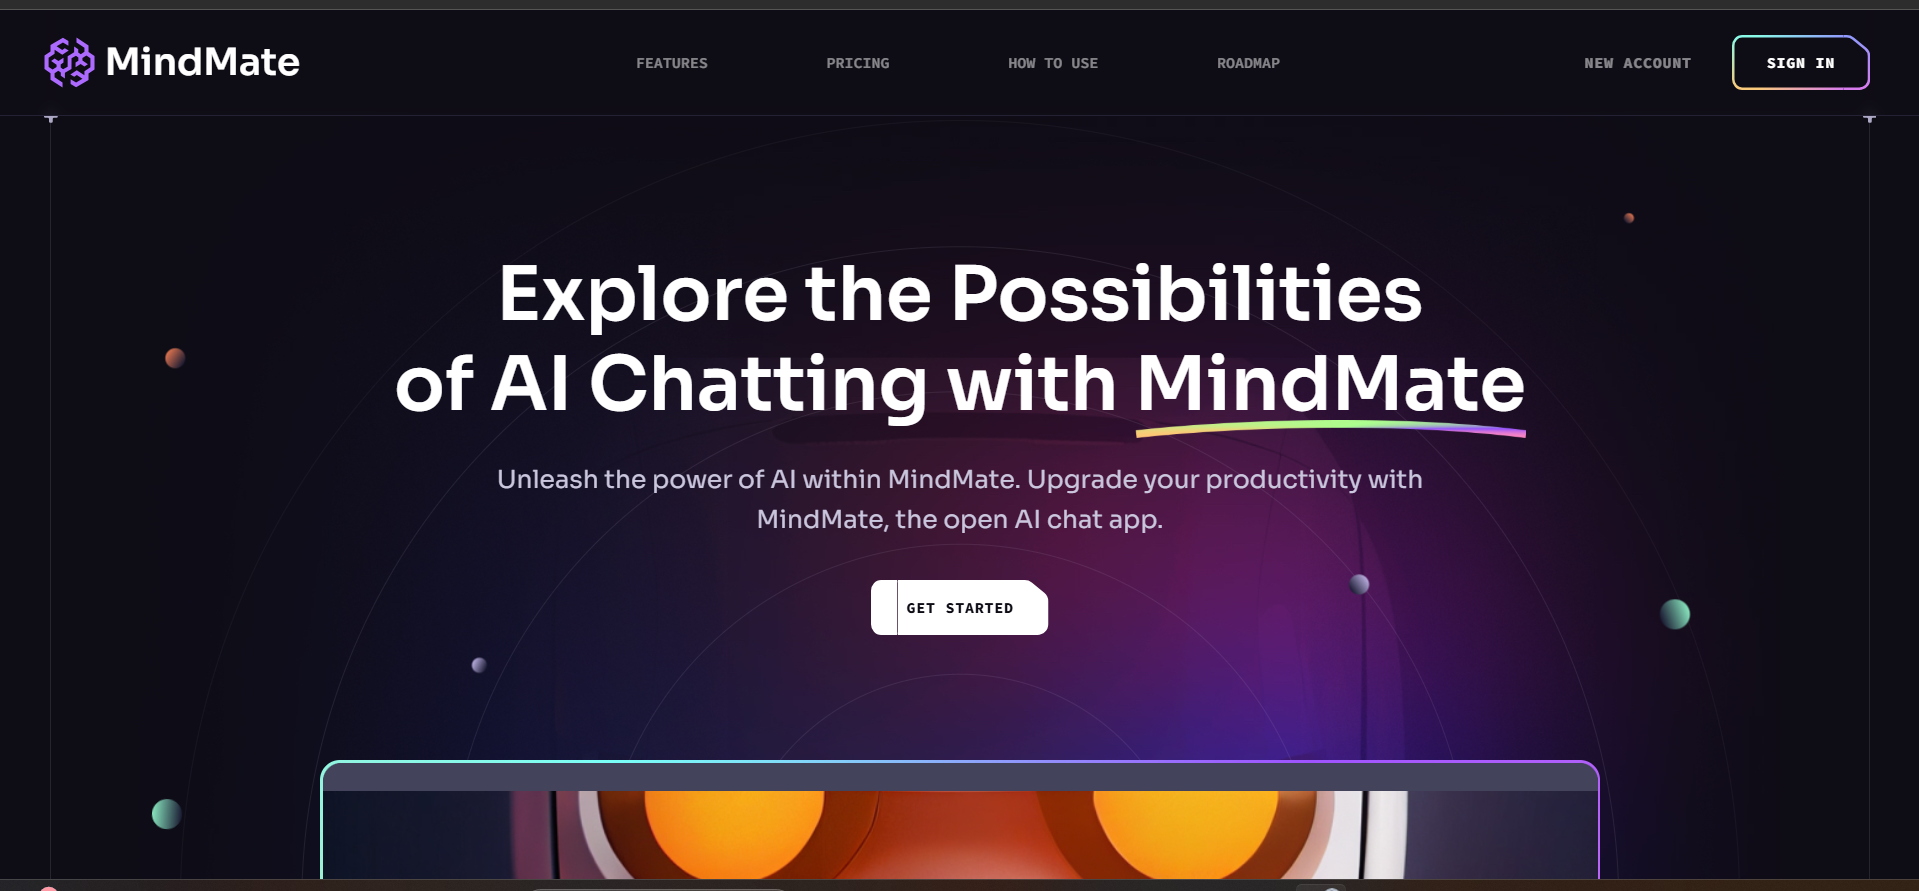 MindMate
FEATURES
PRICING
HOW TO USE
ROADMAP
NEW ACCOUNT
SIGN IN
Explore the Possibilities
of AI Chatting with MindMate
Unleash the power of AI within MindMate. Upgrade your productivity with
MindMate, the open AI chat app.
GET STARTED